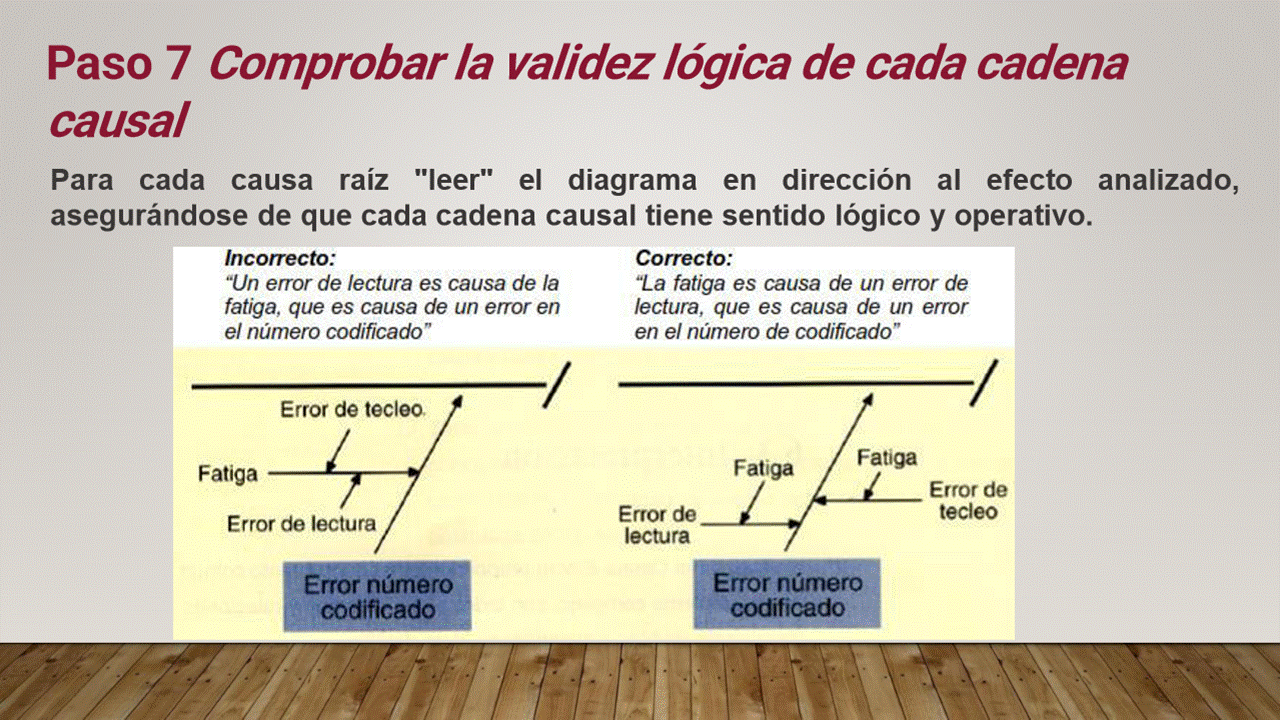 Paso 7 Comprobar la validez lógica de cada cadena
causal
Para cada causa raíz "leer" el diagrama en dirección al efecto analizado,
asegurándose de que cada cadena causal tiene sentido lógico y operativo.
Incorrecto:
“Un error de lectura es causa de la
fatiga, que es causa de un error en
el número codificado”
Correcto:
“La fatiga es causa de un error de
lectura, que es causa de un error
en el número de codificado”
Error de tecleo.
Fatiga
Error de lectura
Error número
codificado
Fatiga
Fatiga
Error de
lectura
Error de
tecleo
Error número
codificado